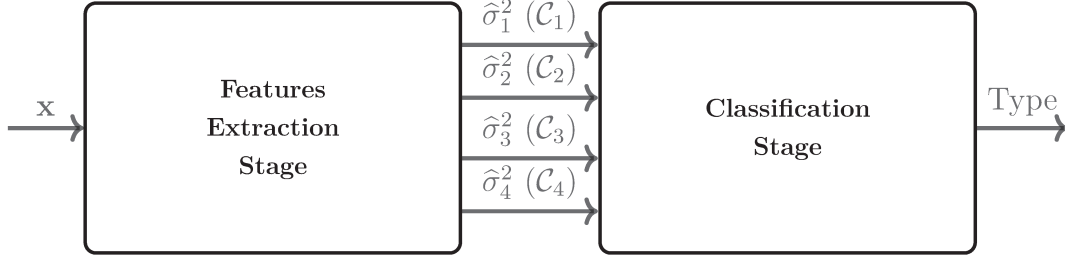 x
Features
Extraction
Stage
σ̂₁² (𝒞₁)
σ̂₂² (𝒞₂)
σ̂₃² (𝒞₃)
σ̂₄² (𝒞₄)
Classification
Stage
Type